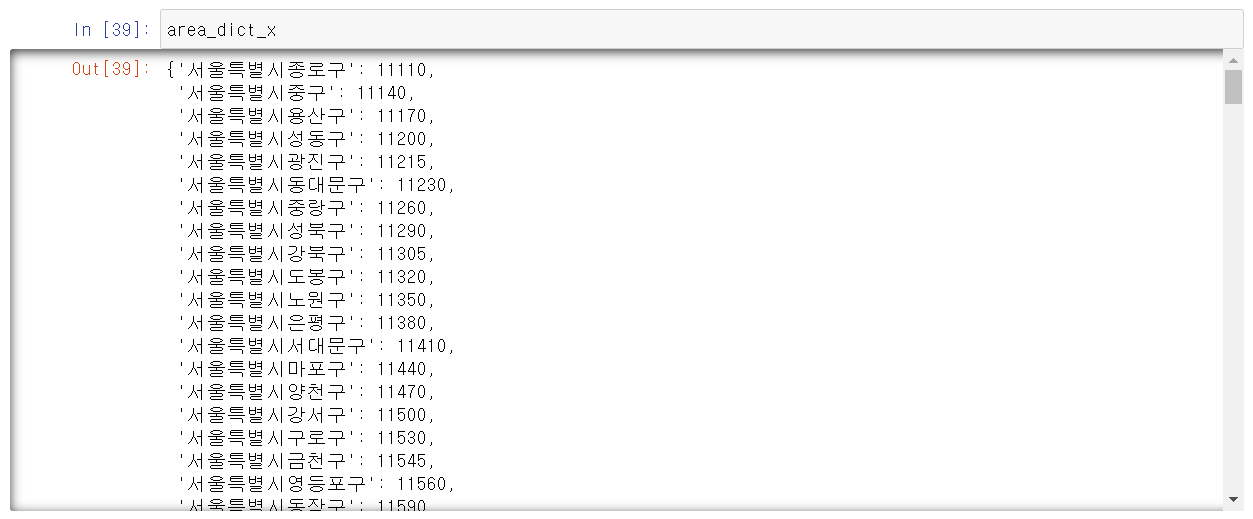 In [39]: area_dict_x
Out[39]: {'서울특별시종로구': 11110,
'서울특별시중구': 11140,
'서울특별시용산구': 11170,
'서울특별시성동구': 11200,
'서울특별시광진구': 11215,
'서울특별시동대문구': 11230,
'서울특별시중랑구': 11260,
'서울특별시성북구': 11290,
'서울특별시강북구': 11305,
'서울특별시도봉구': 11320,
'서울특별시노원구': 11350,
'서울특별시은평구': 11380,
'서울특별시서대문구': 11410,
'서울특별시마포구': 11440,
'서울특별시양천구': 11470,
'서울특별시강서구': 11500,
'서울특별시구로구': 11530,
'서울특별시금천구': 11545,
'서울특별시영등포구': 11560,
'서울특별시동작구': 11590